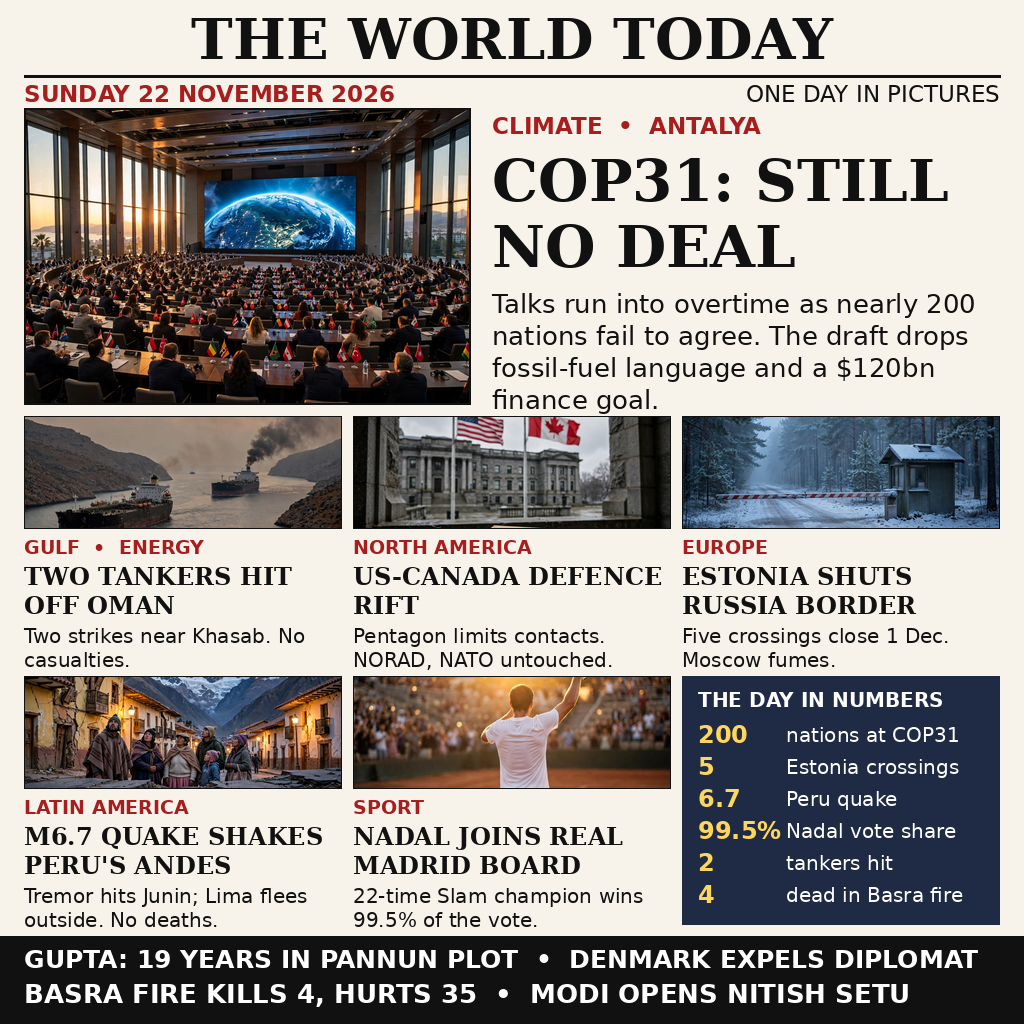 THE WORLD TODAY
SUNDAY 22 NOVEMBER 2026
ONE DAY IN PICTURES
CLIMATE • ANTALYA
COP31: STILL
NO DEAL
Talks run into overtime as nearly 200
nations fail to agree. The draft drops
fossil-fuel language and a $120bn
finance goal.
GULF • ENERGY
TWO TANKERS HIT
OFF OMAN
Two strikes near Khasab. No
casualties.
NORTH AMERICA
US-CANADA DEFENCE
RIFT
Pentagon limits contacts.
NORAD, NATO untouched.
EUROPE
ESTONIA SHUTS
RUSSIA BORDER
Five crossings close 1 Dec.
Moscow fumes.
LATIN AMERICA
M6.7 QUAKE SHAKES
PERU'S ANDES
Tremor hits Junin; Lima flees
outside. No deaths.
SPORT
NADAL JOINS REAL
MADRID BOARD
22-time Slam champion wins
99.5% of the vote.
THE DAY IN NUMBERS
200 nations at COP31
5 Estonia crossings
6.7 Peru quake
99.5% Nadal vote share
2 tankers hit
4 dead in Basra fire
GUPTA: 19 YEARS IN PANNUN PLOT • DENMARK EXPELS DIPLOMAT
BASRA FIRE KILLS 4, HURTS 35 • MODI OPENS NITISH SETU